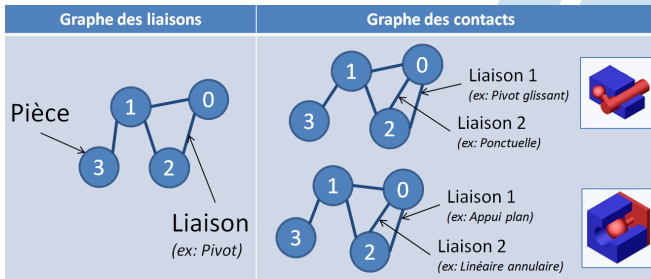 Graphe des liaisons
Graphe des contacts
Pièce
1
0
3
2
Liaison
(ex: Pivot)
1
0
3
2
Liaison 1
(ex: Pivot glissant)
Liaison 2
(ex: Ponctuelle)
1
0
3
2
Liaison 1
(ex: Appui plan)
Liaison 2
(ex: Linéaire annulaire)